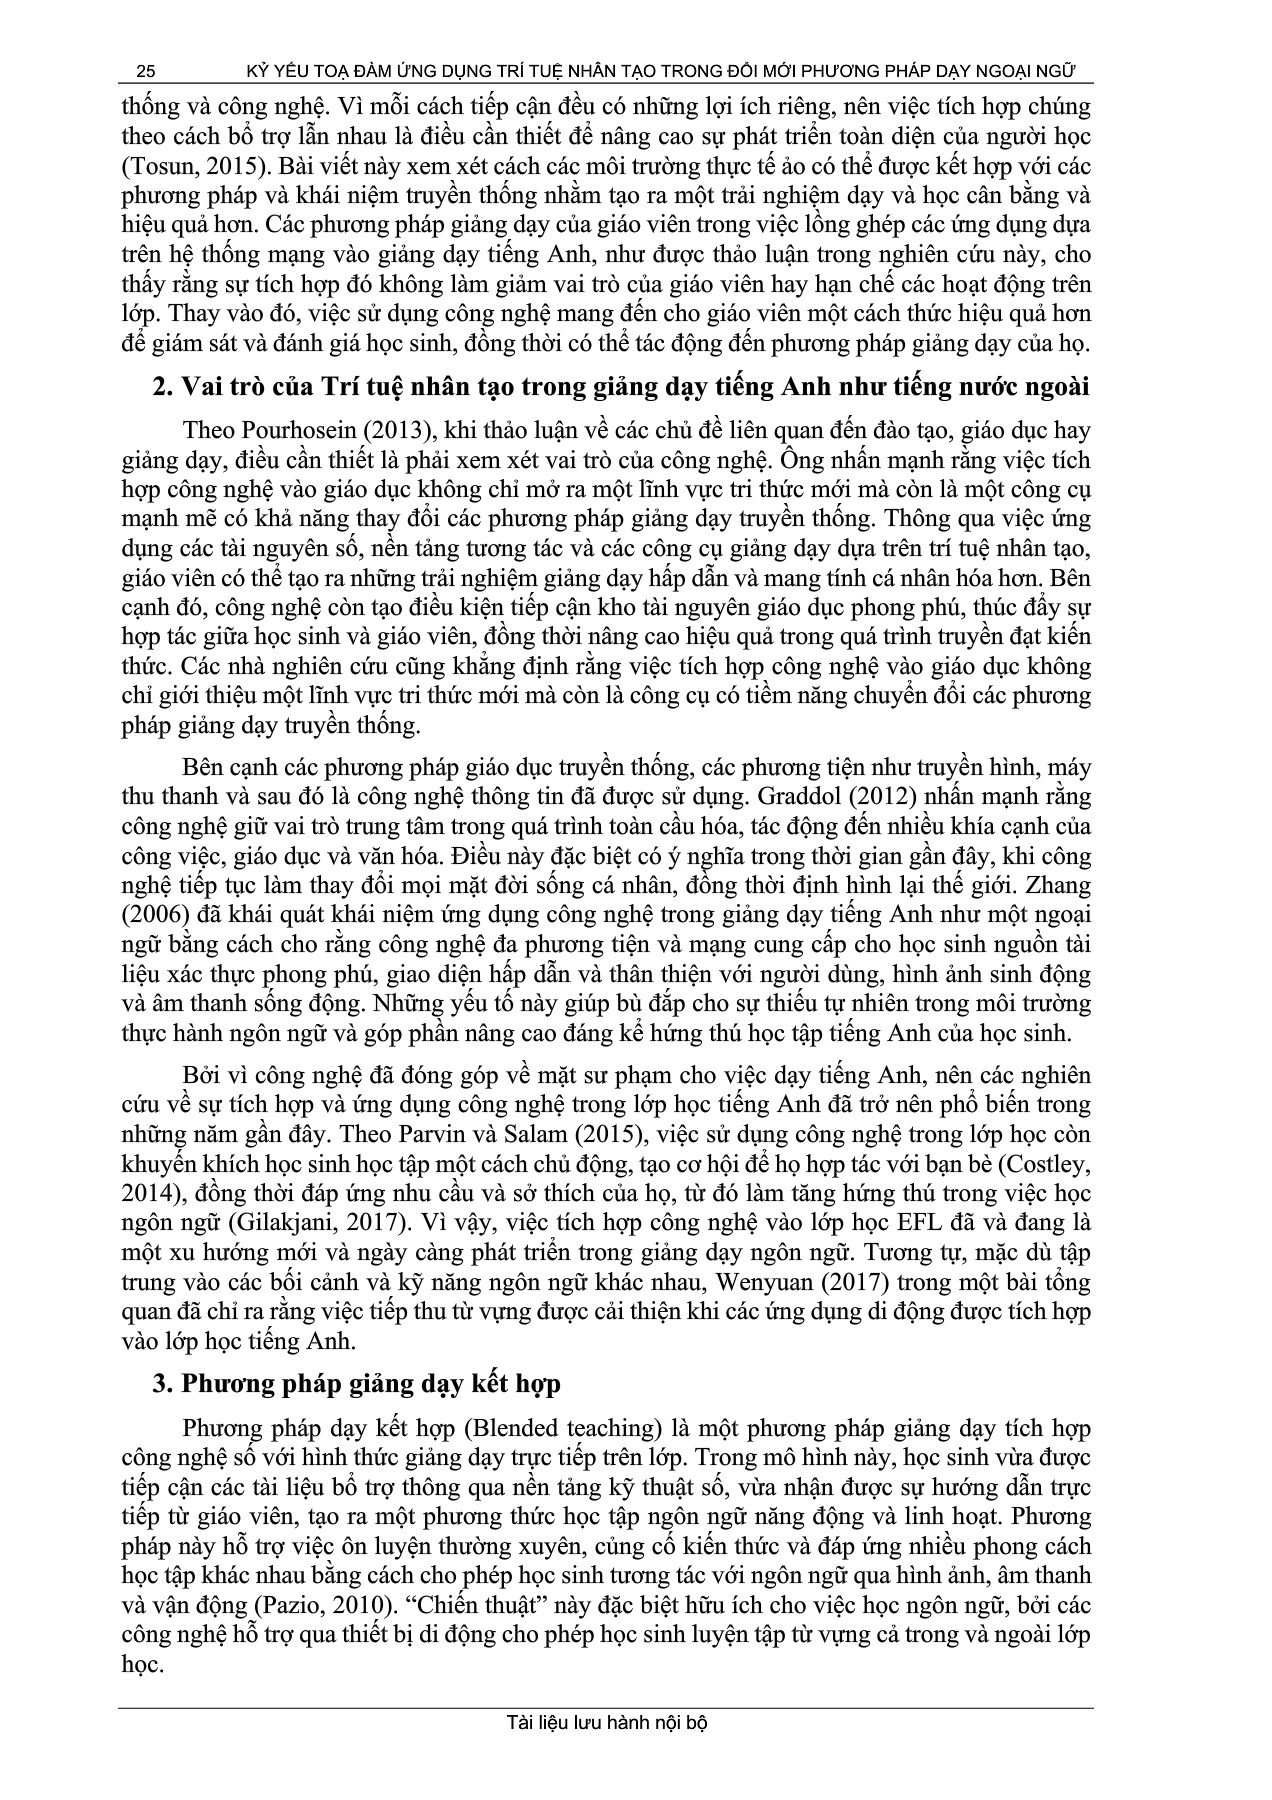 25 KỶ YẾU TOẠ ĐÀM ỨNG DỤNG TRÍ TUỆ NHÂN TẠO TRONG ĐỔI MỚI PHƯƠNG PHÁP DẠY NGOẠI NGỮ
thống và công nghệ. Vì mỗi cách tiếp cận đều có những lợi ích riêng, nên việc tích hợp chúng
theo cách bổ trợ lẫn nhau là điều cần thiết để nâng cao sự phát triển toàn diện của người học
(Tosun, 2015). Bài viết này xem xét cách các môi trường thực tế ảo có thể được kết hợp với các
phương pháp và khái niệm truyền thống nhằm tạo ra một trải nghiệm dạy và học cân bằng và
hiệu quả hơn. Các phương pháp giảng dạy của giáo viên trong việc lồng ghép các ứng dụng dựa
trên hệ thống mạng vào giảng dạy tiếng Anh, như được thảo luận trong nghiên cứu này, cho
thấy rằng sự tích hợp đó không làm giảm vai trò của giáo viên hay hạn chế các hoạt động trên
lớp. Thay vào đó, việc sử dụng công nghệ mang đến cho giáo viên một cách thức hiệu quả hơn
để giám sát và đánh giá học sinh, đồng thời có thể tác động đến phương pháp giảng dạy của họ.
2. Vai trò của Trí tuệ nhân tạo trong giảng dạy tiếng Anh như tiếng nước ngoài
Theo Pourhosein (2013), khi thảo luận về các chủ đề liên quan đến đào tạo, giáo dục hay
giảng dạy, điều cần thiết là phải xem xét vai trò của công nghệ. Ông nhấn mạnh rằng việc tích
hợp công nghệ vào giáo dục không chỉ mở ra một lĩnh vực tri thức mới mà còn là một công cụ
mạnh mẽ có khả năng thay đổi các phương pháp giảng dạy truyền thống. Thông qua việc ứng
dụng các tài nguyên số, nền tảng tương tác và các công cụ giảng dạy dựa trên trí tuệ nhân tạo,
giáo viên có thể tạo ra những trải nghiệm giảng dạy hấp dẫn và mang tính cá nhân hóa hơn. Bên
cạnh đó, công nghệ còn tạo điều kiện tiếp cận kho tài nguyên giáo dục phong phú, thúc đẩy sự
hợp tác giữa học sinh và giáo viên, đồng thời nâng cao hiệu quả trong quá trình truyền đạt kiến
thức. Các nhà nghiên cứu cũng khẳng định rằng việc tích hợp công nghệ vào giáo dục không
chỉ giới thiệu một lĩnh vực tri thức mới mà còn là công cụ có tiềm năng chuyển đổi các phương
pháp giảng dạy truyền thống.
Bên cạnh các phương pháp giáo dục truyền thống, các phương tiện như truyền hình, máy
thu thanh và sau đó là công nghệ thông tin đã được sử dụng. Graddol (2012) nhấn mạnh rằng
công nghệ giữ vai trò trung tâm trong quá trình toàn cầu hóa, tác động đến nhiều khía cạnh của
công việc, giáo dục và văn hóa. Điều này đặc biệt có ý nghĩa trong thời gian gần đây, khi công
nghệ tiếp tục làm thay đổi mọi mặt đời sống cá nhân, đồng thời định hình lại thế giới. Zhang
(2006) đã khái quát khái niệm ứng dụng công nghệ trong giảng dạy tiếng Anh như một ngoại
ngữ bằng cách cho rằng công nghệ đa phương tiện và mạng cung cấp cho học sinh nguồn tài
liệu xác thực phong phú, giao diện hấp dẫn và thân thiện với người dùng, hình ảnh sinh động
và âm thanh sống động. Những yếu tố này giúp bù đắp cho sự thiếu tự nhiên trong môi trường
thực hành ngôn ngữ và góp phần nâng cao đáng kể hứng thú học tập tiếng Anh của học sinh.
Bởi vì công nghệ đã đóng góp về mặt sư phạm cho việc dạy tiếng Anh, nên các nghiên
cứu về sự tích hợp và ứng dụng công nghệ trong lớp học tiếng Anh đã trở nên phổ biến trong
những năm gần đây. Theo Parvin và Salam (2015), việc sử dụng công nghệ trong lớp học còn
khuyến khích học sinh học tập một cách chủ động, tạo cơ hội để họ hợp tác với bạn bè (Costley,
2014), đồng thời đáp ứng nhu cầu và sở thích của họ, từ đó làm tăng hứng thú trong việc học
ngôn ngữ (Gilakjani, 2017). Vì vậy, việc tích hợp công nghệ vào lớp học EFL đã và đang là
một xu hướng mới và ngày càng phát triển trong giảng dạy ngôn ngữ. Tương tự, mặc dù tập
trung vào các bối cảnh và kỹ năng ngôn ngữ khác nhau, Wenyuan (2017) trong một bài tổng
quan đã chỉ ra rằng việc tiếp thu từ vựng được cải thiện khi các ứng dụng di động được tích hợp
vào lớp học tiếng Anh.
3. Phương pháp giảng dạy kết hợp
Phương pháp dạy kết hợp (Blended teaching) là một phương pháp giảng dạy tích hợp
công nghệ số với hình thức giảng dạy trực tiếp trên lớp. Trong mô hình này, học sinh vừa được
tiếp cận các tài liệu bổ trợ thông qua nền tảng kỹ thuật số, vừa nhận được sự hướng dẫn trực
tiếp từ giáo viên, tạo ra một phương thức học tập ngôn ngữ năng động và linh hoạt. Phương
pháp này hỗ trợ việc ôn luyện thường xuyên, củng cố kiến thức và đáp ứng nhiều phong cách
học tập khác nhau bằng cách cho phép học sinh tương tác với ngôn ngữ qua hình ảnh, âm thanh
và vận động (Pazio, 2010). “Chiến thuật” này đặc biệt hữu ích cho việc học ngôn ngữ, bởi các
công nghệ hỗ trợ qua thiết bị di động cho phép học sinh luyện tập từ vựng cả trong và ngoài lớp
học.
Tài liệu lưu hành nội bộ